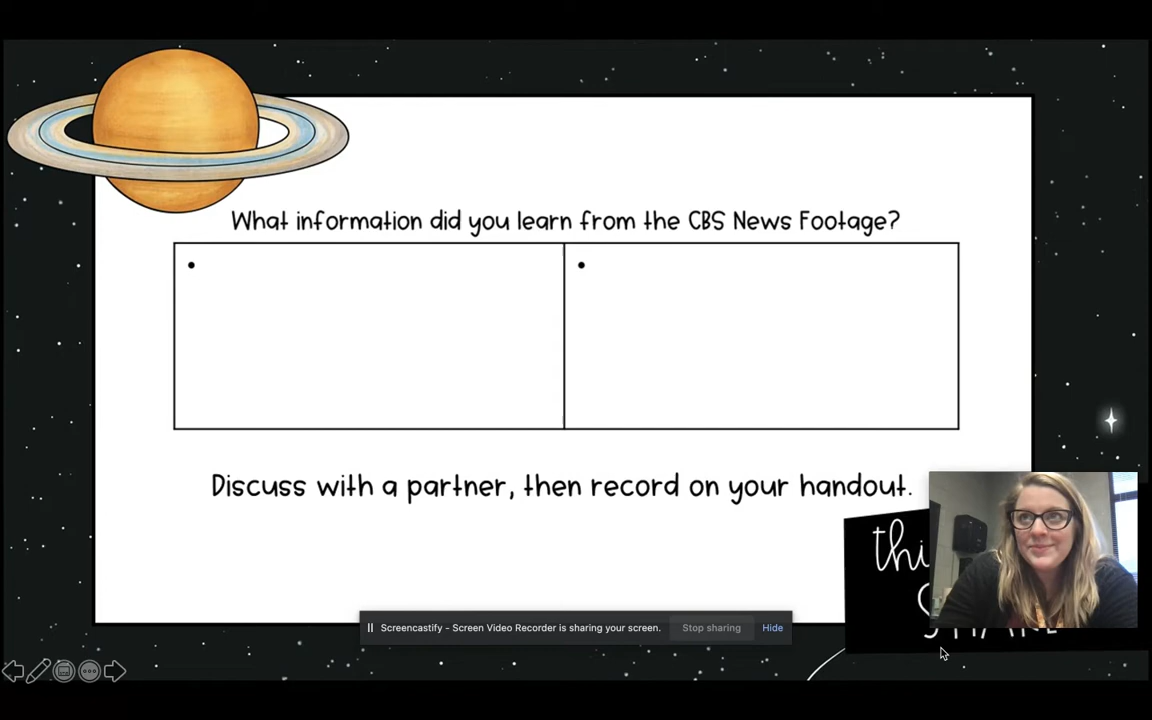 What information did you learn from the CBS News Footage?
Discuss with a partner, then record on your handout.
Screencastify - Screen Video Recorder is sharing your screen.
Stop sharing
Hide